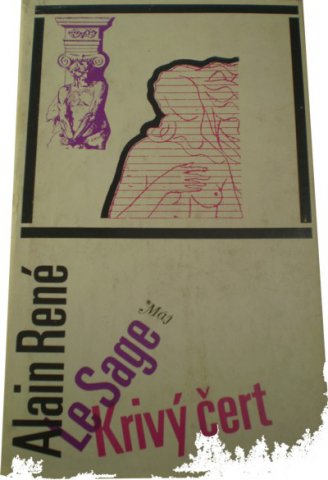 Alain René
Le Sage
*Máj
Krivý čert